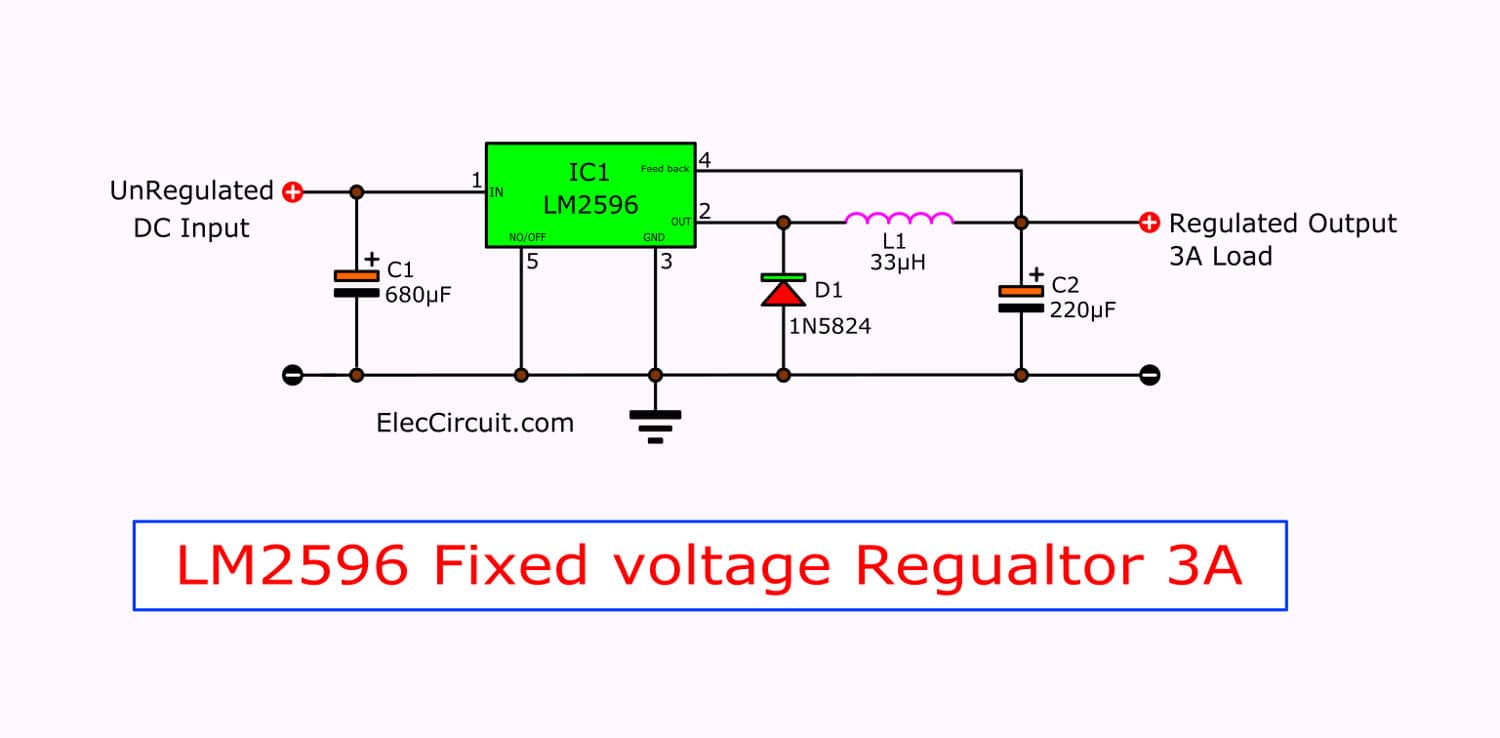 UnRegulated
DC Input
+
1
IN
IC1
LM2596
Feed back
OUT
NO/OFF
GND
4
2
5
3
+
C1
680µF
L1
33µH
D1
1N5824
+
C2
220µF
+
Regulated Output
3A Load
ElecCircuit.com
LM2596 Fixed voltage Regualtor 3A